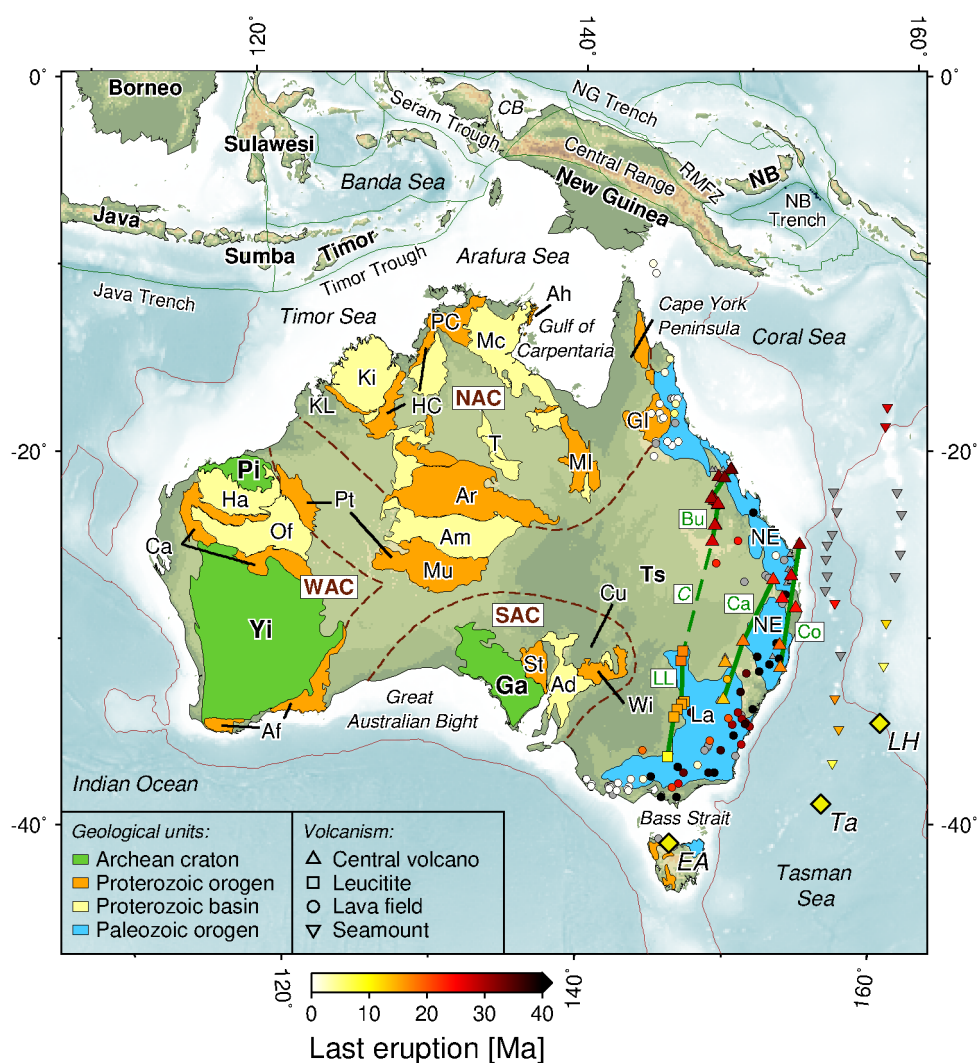 120°
140°
160°
0°
0°
Borneo
CB
NG Trench
Seram Trough
Sulawesi
Central Range
RMFZ
NB
Banda Sea
New Guinea
NB
Trench
Java
Timor
Sumba
Timor Trough
Arafura Sea
Java Trench
Ah
Cape York
Peninsula
Timor Sea
PC
Gulf of
Carpentaria
Mc
Coral Sea
Ki
KL
HC
NAC
GI
-20°
-20°
T
MI
Pi
Ha
Pt
Ar
Bu
Of
Am
NE
Ca
Mu
Ts
WAC
Cu
C
Ca
SAC
Yi
NE
Co
St
LL
Ga
Ad
Wi
La
Great
Australian Bight
Af
LH
Indian Ocean
Bass Strait
Ta
-40°
-40°
EA
Tasman
Sea
Geological units:
Archean craton
Proterozoic orogen
Proterozoic basin
Paleozoic orogen
Volcanism:
Central volcano
Leucitite
Lava field
Seamount
120°
140°
160°
0
10
20
30
40
Last eruption [Ma]